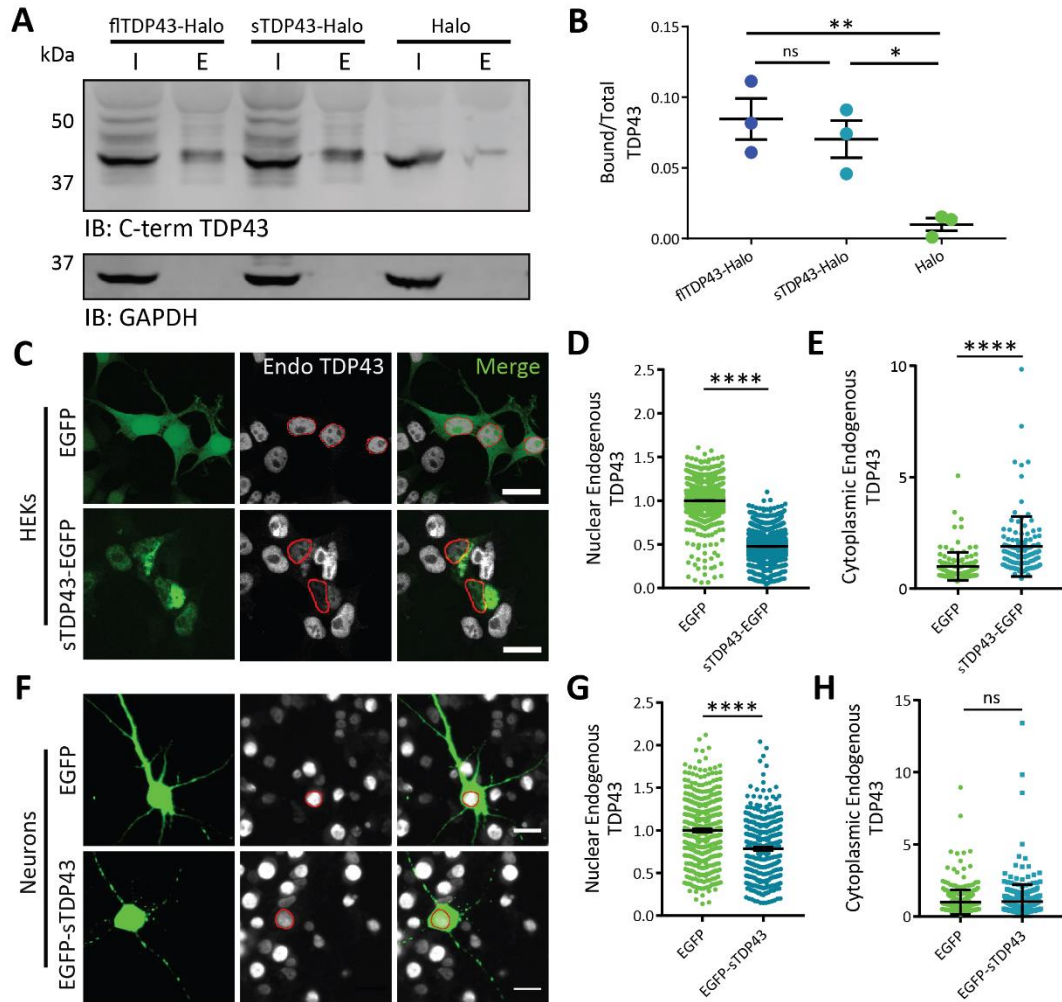 A
flTDP43-Halo sTDP43-Halo Halo
kDa I E I E I E
50
37
IB: C-term TDP43
37
IB: GAPDH
B
Bound/Total
TDP43
0.15
0.10
0.05
0.00
**
ns
*
flTDP43-Halo
sTDP43-Halo
Halo
C
HEKs
EGFP
sTDP43-EGFP
Endo TDP43
Merge
D
Nuclear Endogenous
TDP43
2.5
2.0
1.5
1.0
0.5
0.0
****
EGFP
sTDP43-EGFP
E
Cytoplasmic Endogenous
TDP43
10
5
0
****
EGFP
sTDP43-EGFP
F
Neurons
EGFP
EGFP-sTDP43
G
Nuclear Endogenous
TDP43
2.5
2.0
1.5
1.0
0.5
0.0
****
EGFP
EGFP-sTDP43
H
Cytoplasmic Endogenous
TDP43
15
10
5
0
ns
EGFP
EGFP-sTDP43